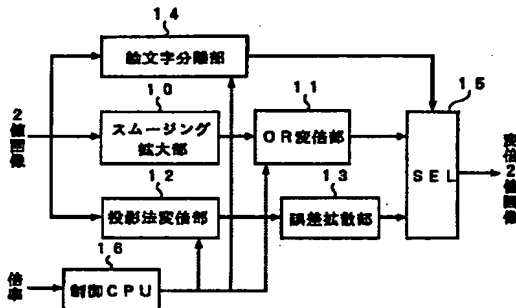 14
絵文字分離部
15
10
11
2値画像
スムージング
拡大部
OR変倍部
SEL
変倍2値画像
12
13
投影法変倍部
誤差拡散部
16
倍率
制御CPU